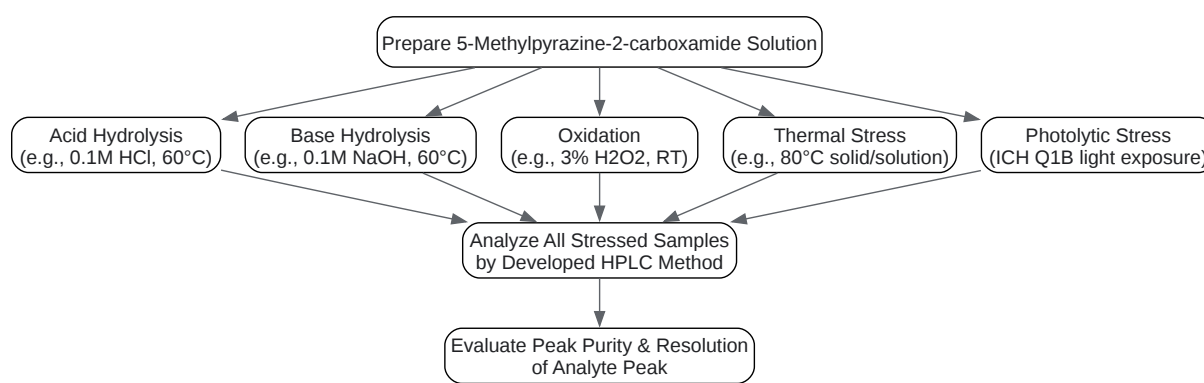 Prepare 5-Methylpyrazine-2-carboxamide Solution
Acid Hydrolysis
(e.g., 0.1M HCl, 60°C)
Base Hydrolysis
(e.g., 0.1M NaOH, 60°C)
Oxidation
(e.g., 3% H2O2, RT)
Thermal Stress
(e.g., 80°C solid/solution)
Photolytic Stress
(ICH Q1B light exposure)
Analyze All Stressed Samples
by Developed HPLC Method
Evaluate Peak Purity & Resolution
of Analyte Peak